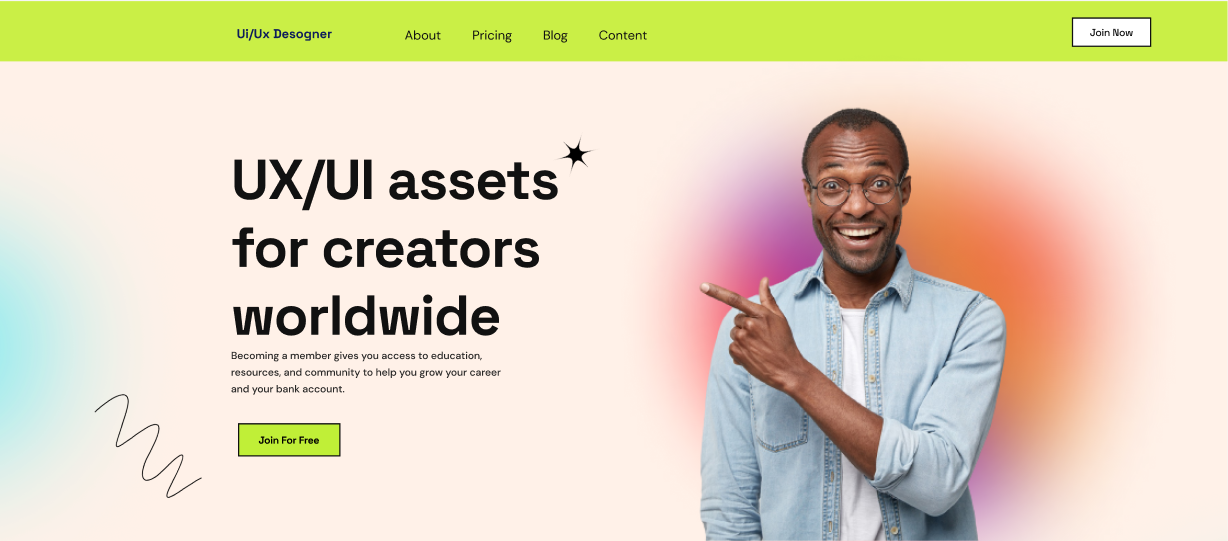 Ui/Ux Desogner
About
Pricing
Blog
Content
Join Now
UX/UI assets
for creators
worldwide
Becoming a member gives you access to education,
resources, and community to help you grow your career
and your bank account.
Join For Free